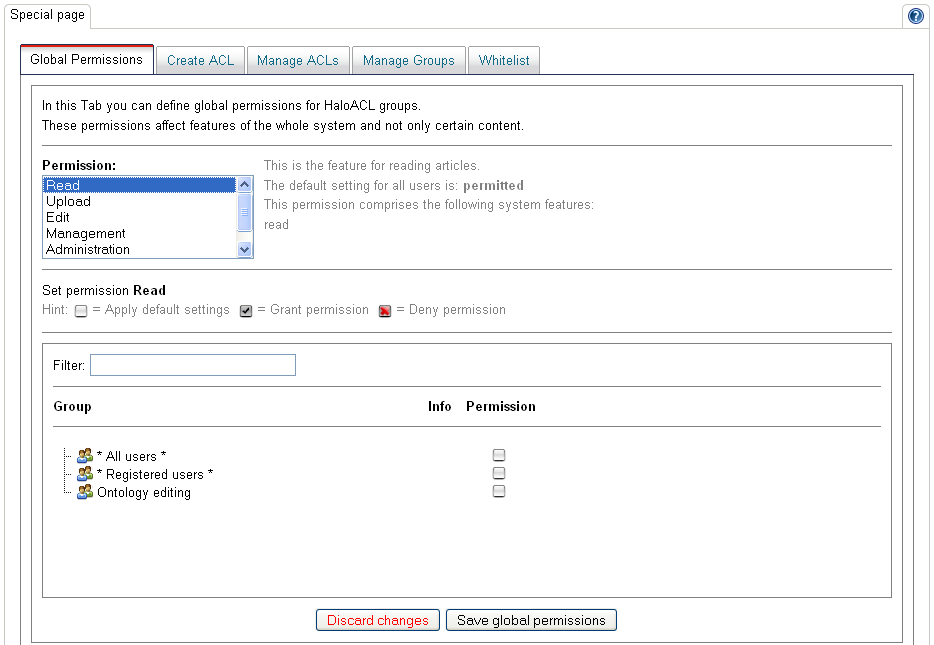 Special page
?
Global Permissions Create ACL Manage ACLs Manage Groups Whitelist
In this Tab you can define global permissions for HaloACL groups.
These permissions affect features of the whole system and not only certain content.
Permission:
Read
Upload
Edit
Management
Administration
This is the feature for reading articles.
The default setting for all users is: permitted
This permission comprises the following system features:
read
Set permission Read
Hint: = Apply default settings = Grant permission = Deny permission
Filter:
Group Info Permission
* All users *
* Registered users *
Ontology editing
Discard changes Save global permissions